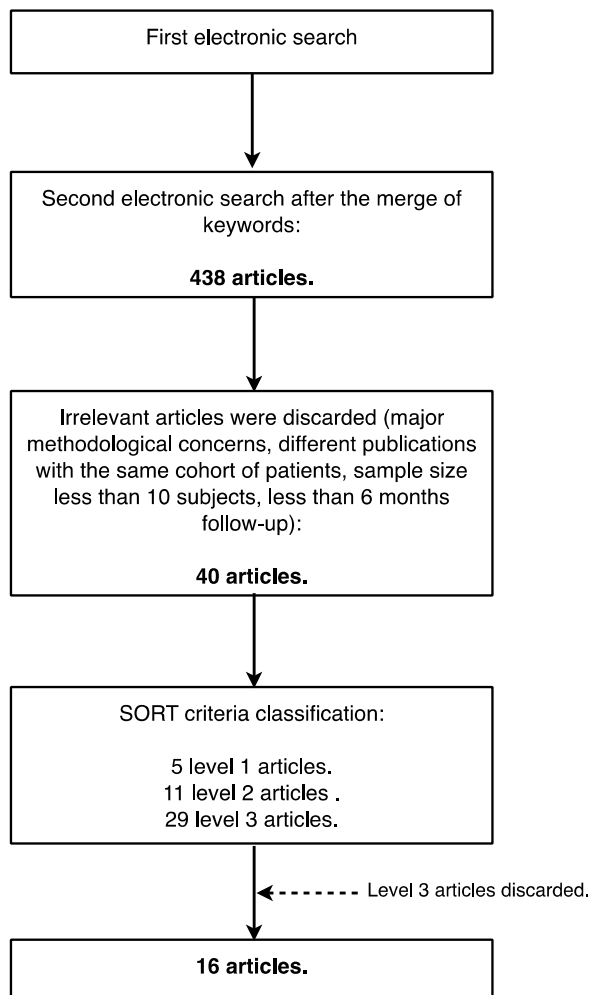 First electronic search
Second electronic search after the merge of
keywords:
438 articles.
Irrelevant articles were discarded (major
methodological concerns, different publications
with the same cohort of patients, sample size
less than 10 subjects, less than 6 months
follow-up):
40 articles.
SORT criteria classification:
5 level 1 articles.
11 level 2 articles .
29 level 3 articles.
Level 3 articles discarded.
16 articles.